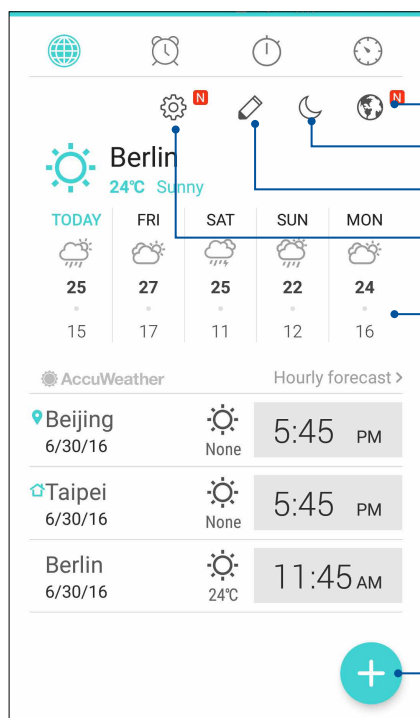 N N
Berlin
24℃ Sunny
TODAY FRI SAT SUN MON
25 27 25 22 24
15 17 11 12 16
AccuWeather Hourly forecast >
Beijing 5:45 PM
6/30/16 None
Taipei 5:45 PM
6/30/16 None
Berlin 11:45 AM
6/30/16 24℃
+